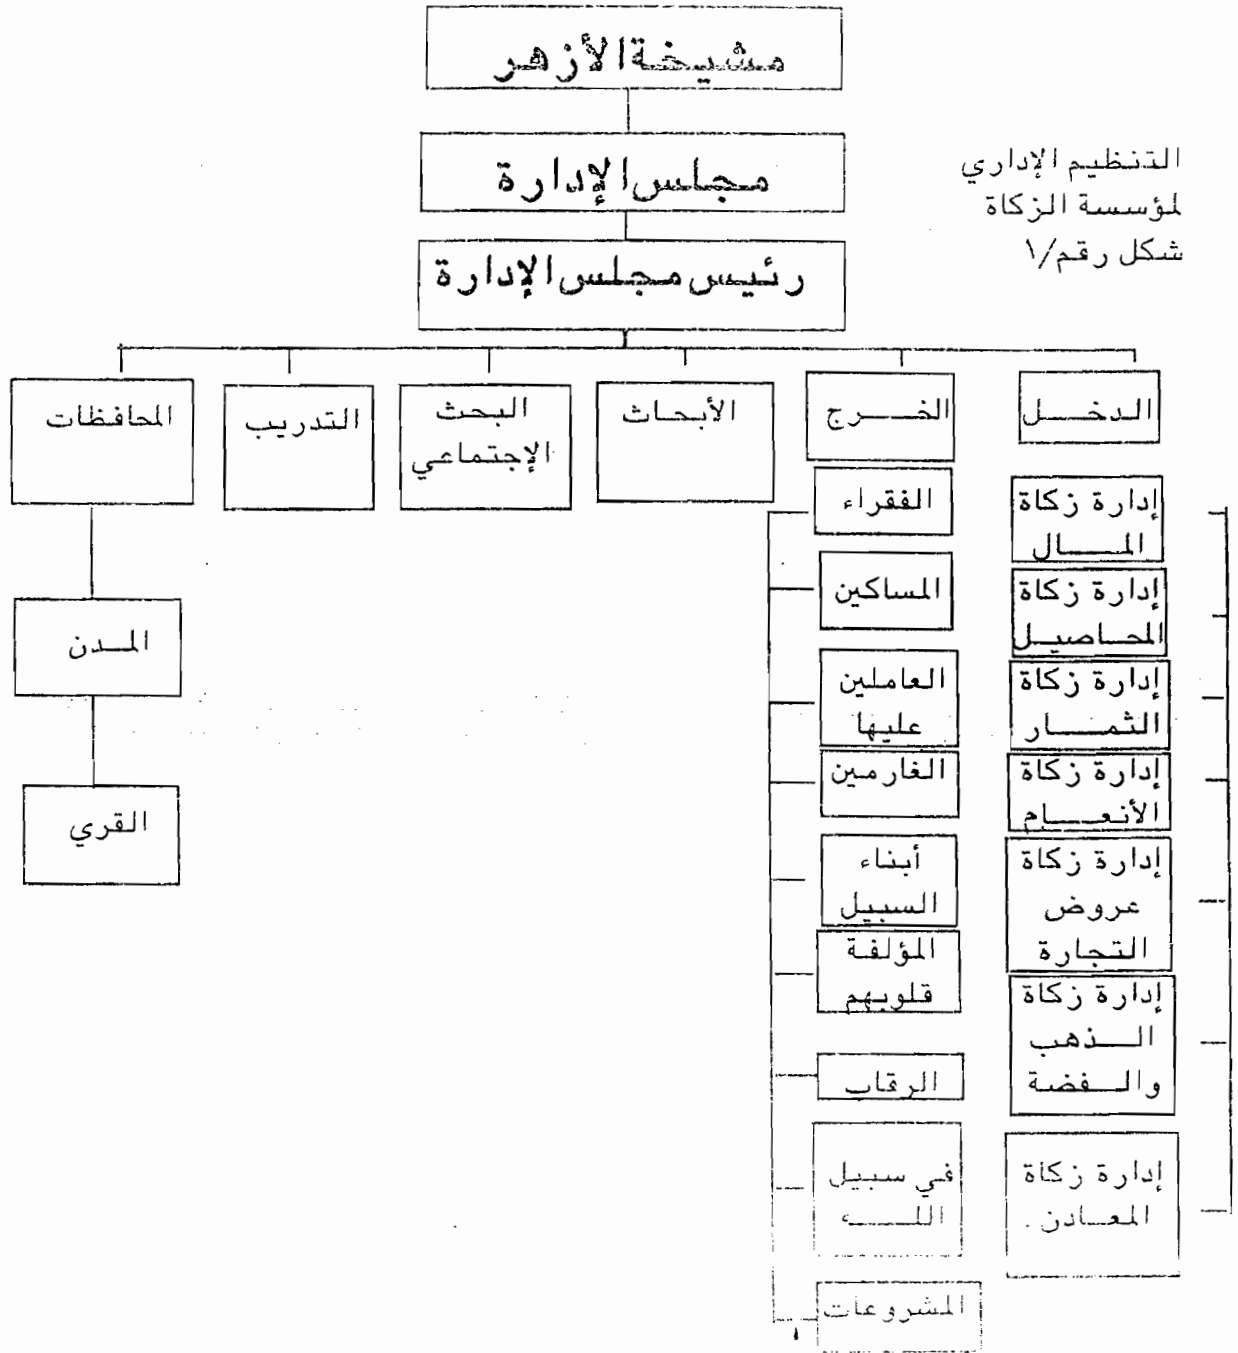 مشيخة الأزهر
مجلس الإدارة
التنظيم الإداري
لمؤسسة الزكاة
شكل رقم/١
رئيس مجلس الإدارة
الدخل
الخرج
الأبحاث
البحث
الإجتماعي
التدريب
المحافظات
إدارة زكاة
المال
إدارة زكاة
المحاصيل
إدارة زكاة
الثمار
إدارة زكاة
الأنعام
إدارة زكاة
عروض
التجارة
إدارة زكاة
الذهب
والفضة
إدارة زكاة
المعادن .
الفقراء
المساكين
العاملين
عليها
الغارمين
أبناء
السبيل
المؤلفة
قلوبهم
الرقاب
في سبيل
الله
المشروعات
المدن
القري